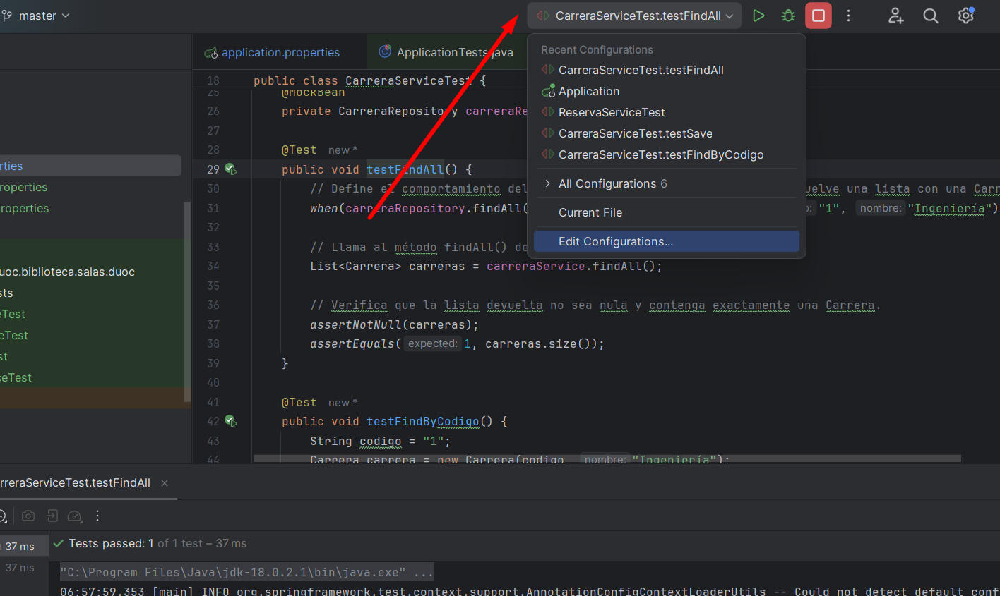 master
CarreraServiceTest.testFindAll
application.properties
ApplicationTests.java
Recent Configurations
CarreraServiceTest.testFindAll
Application
ReservaServiceTest
CarreraServiceTest.testSave
CarreraServiceTest.testFindByCodigo
All Configurations 6
Current File
Edit Configurations...
rties
roperties
roperties
uoc.biblioteca.salas.duoc
sts
eTest
eTest
st
ceTest
18 public class CarreraServiceTest {
25 @MockBean
26 private CarreraRepository carreraRe
27
28 @Test new *
29 public void testFindAll() {
30 // Define el comportamiento del uelve una lista con una Carr
31 when(carreraRepository.findAll( o: "1", nombre: "Ingeniería")
32
33 // Llama al método findAll() de
34 List<Carrera> carreras = carreraService.findAll();
35
36 // Verifica que la lista devuelta no sea nula y contenga exactamente una Carrera.
37 assertNotNull(carreras);
38 assertEquals( expected: 1, carreras.size());
39 }
40
41 @Test new *
42 public void testFindByCodigo() {
43 String codigo = "1";
44 Carrera carrera = new Carrera(codigo, nombre: "Ingeniería");
rreraServiceTest.testFindAll
a 37 ms
37 ms
Tests passed: 1 of 1 test – 37 ms
"C:\Program Files\Java\jdk-18.0.2.1\bin\java.exe" ...
06:57:59.353 [main] INFO org.springframework.test.context.support.AnnotationConfigContextLoaderUtils -- Could not detect default conf